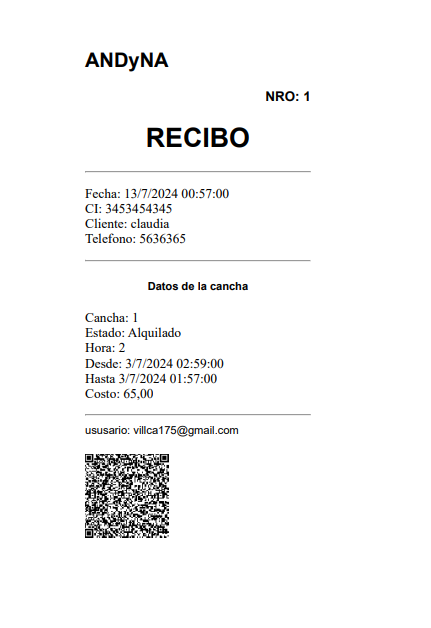 ANDyNA
NRO: 1
RECIBO
Fecha: 13/7/2024 00:57:00
CI: 3453454345
Cliente: claudia
Telefono: 5636365
Datos de la cancha
Cancha: 1
Estado: Alquilado
Hora: 2
Desde: 3/7/2024 02:59:00
Hasta 3/7/2024 01:57:00
Costo: 65,00
ususario: villca175@gmail.com